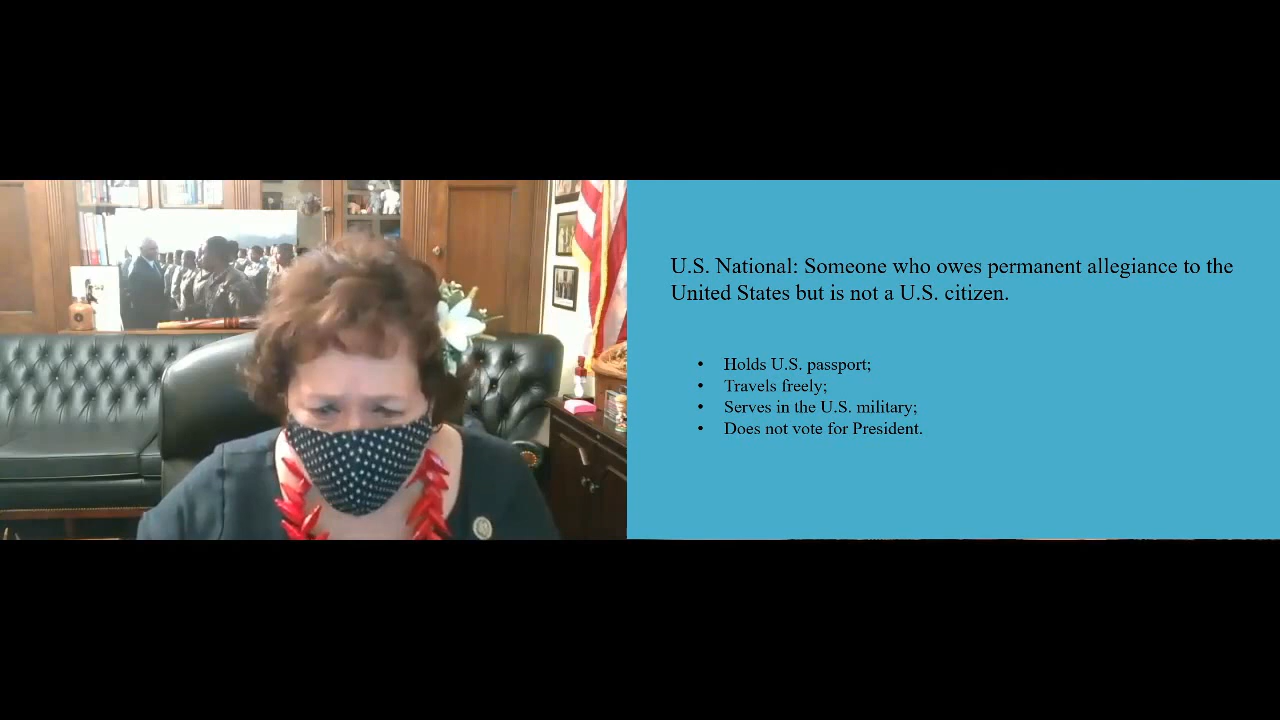 U.S. National: Someone who owes permanent allegiance to the
United States but is not a U.S. citizen.
• Holds U.S. passport;
• Travels freely;
• Serves in the U.S. military;
• Does not vote for President.